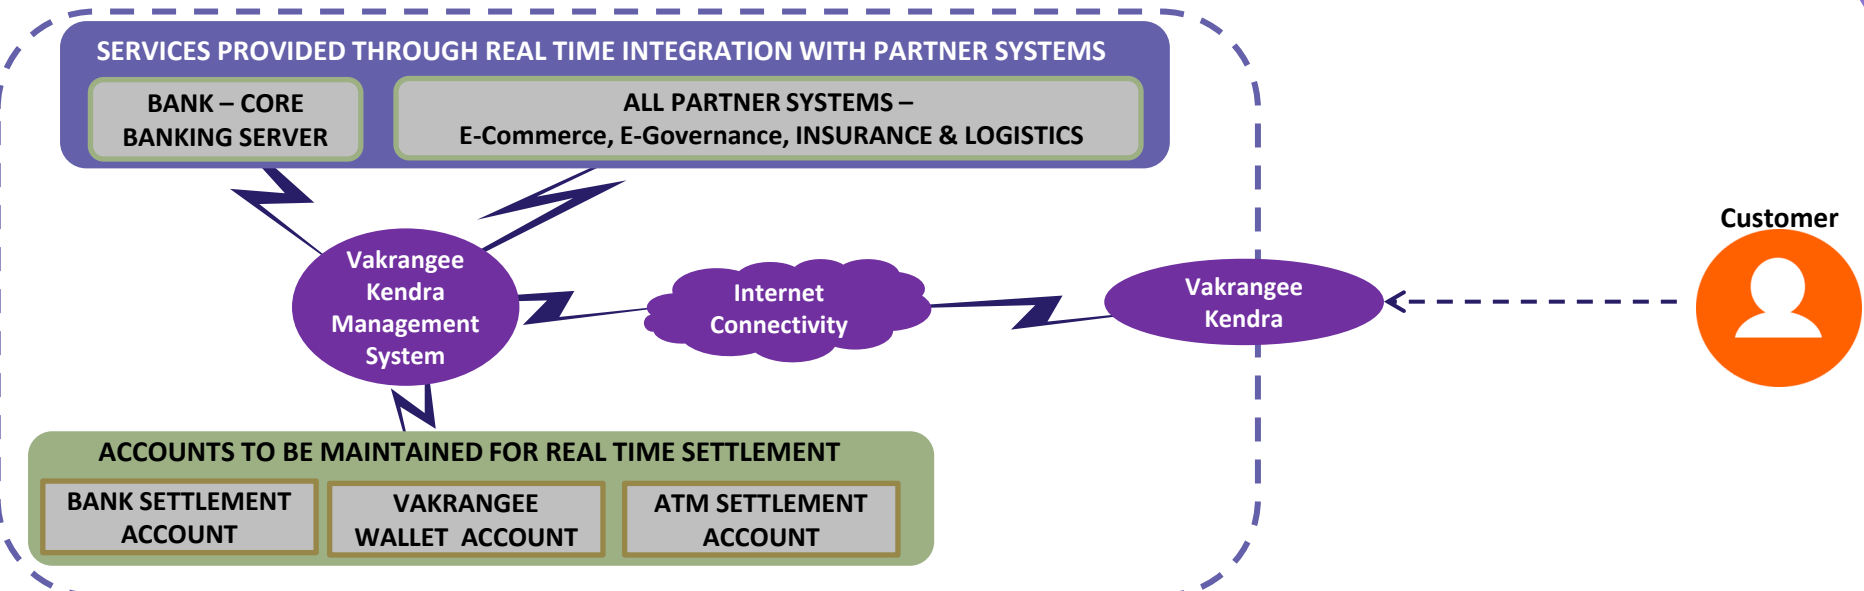 SERVICES PROVIDED THROUGH REAL TIME INTEGRATION WITH PARTNER SYSTEMS
BANK – CORE
BANKING SERVER
ALL PARTNER SYSTEMS –
E-Commerce, E-Governance, INSURANCE & LOGISTICS
Vakrangee
Kendra
Management
System
Internet
Connectivity
Vakrangee
Kendra
Customer
ACCOUNTS TO BE MAINTAINED FOR REAL TIME SETTLEMENT
BANK SETTLEMENT
ACCOUNT
VAKRANGEE
WALLET ACCOUNT
ATM SETTLEMENT
ACCOUNT